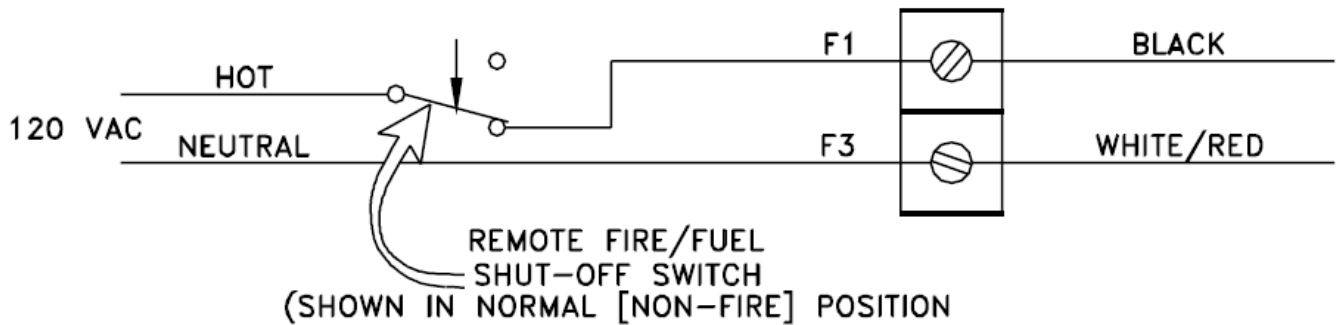 F1
BLACK
HOT
120 VAC
NEUTRAL
F3
WHITE/RED
REMOTE FIRE/FUEL
SHUT-OFF SWITCH
(SHOWN IN NORMAL [NON-FIRE] POSITION